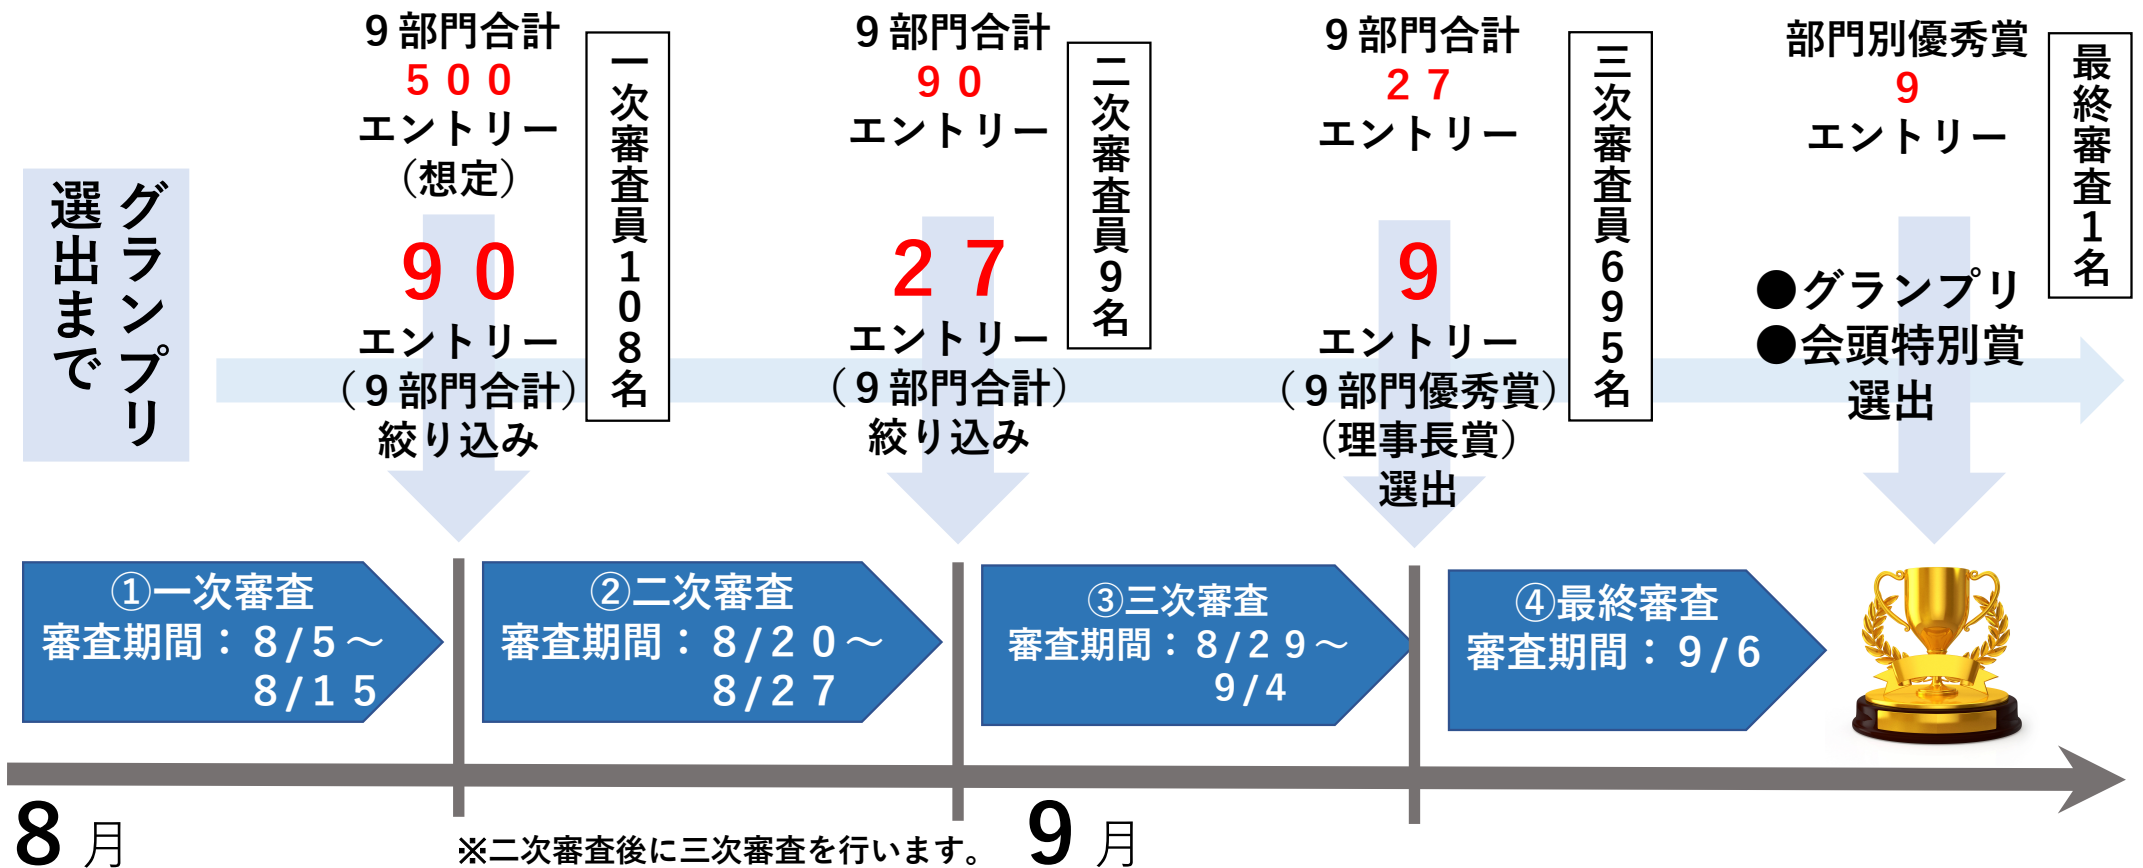 グランプリ
選出まで
９部門合計
５００
エントリー
（想定）
９０
エントリー
（９部門合計）
絞り込み
一次審査員108名
９部門合計
９０
エントリー
２７
エントリー
（９部門合計）
絞り込み
二次審査員9名
９部門合計
２７
エントリー
９
エントリー
（９部門優秀賞）
（理事長賞）
選出
三次審査員695名
部門別優秀賞
９
エントリー
●グランプリ
●会頭特別賞
選出
最終審査1名
①一次審査
審査期間：８/５～
８/１５
②二次審査
審査期間：８/２０～
８/２７
③三次審査
審査期間：８/２９～
９/４
④最終審査
審査期間：９/６
8月
※二次審査後に三次審査を行います。
9月